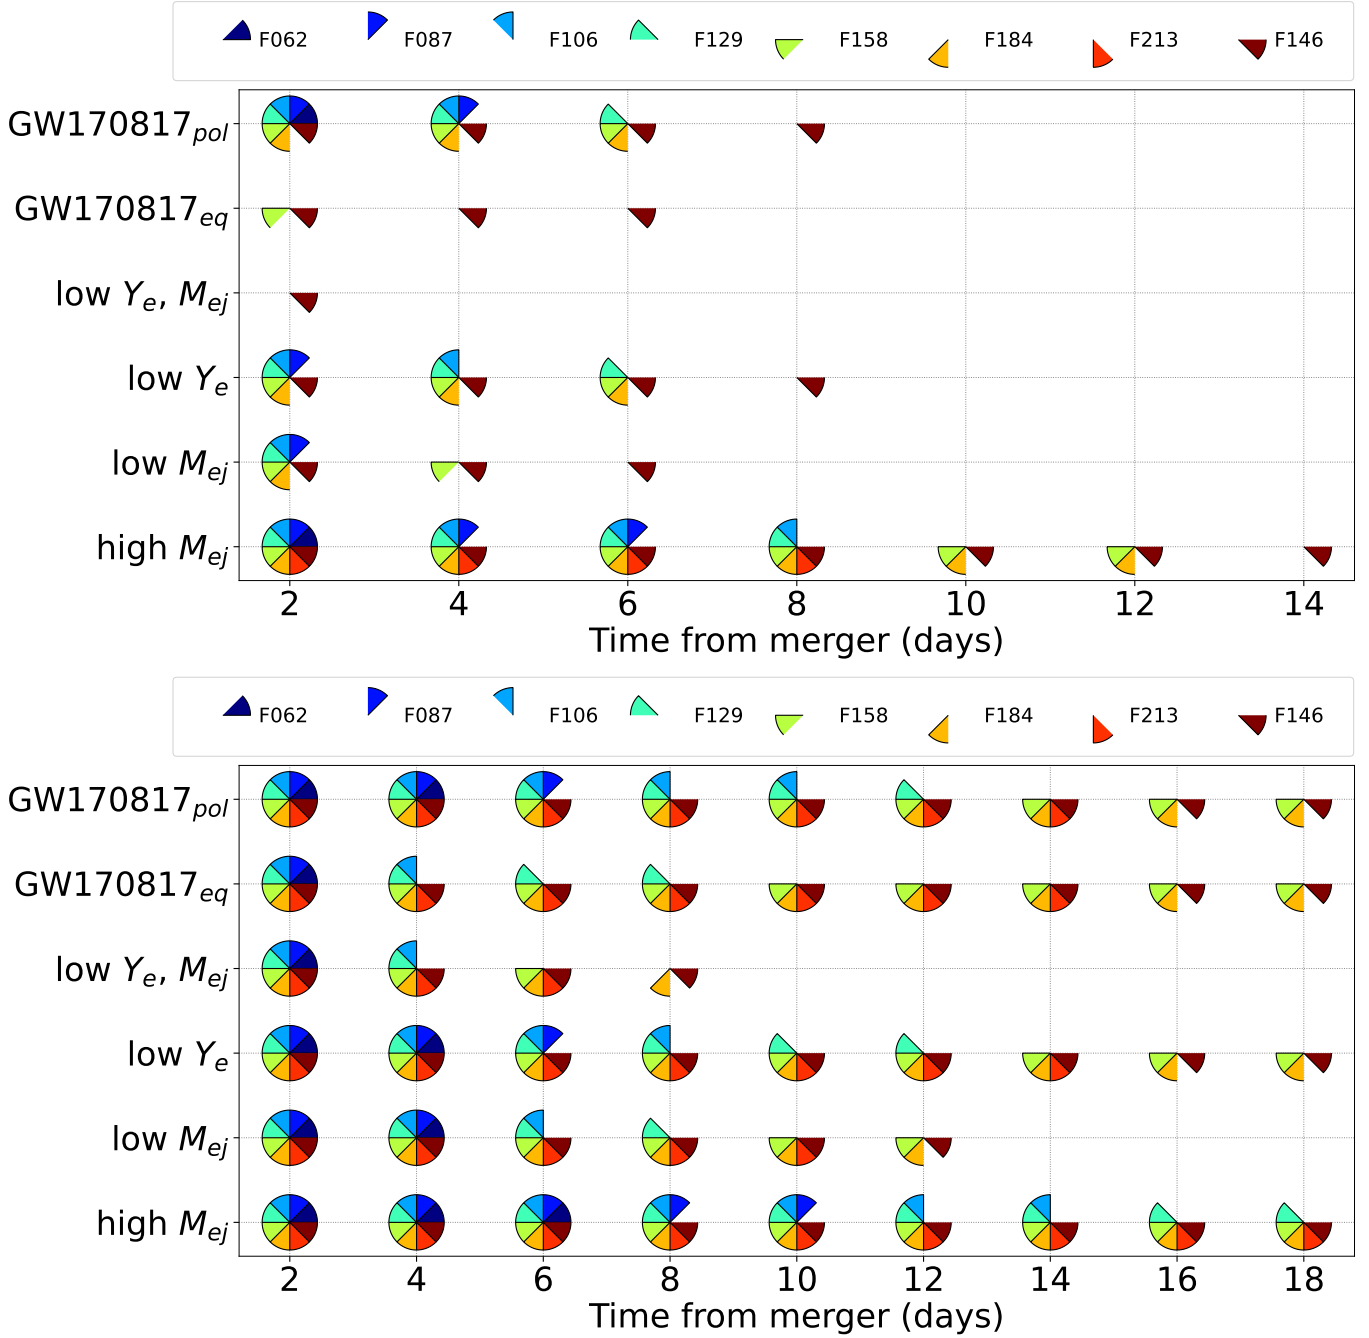 F062 F087 F106 F129 F158 F184 F213 F146
GW170817pol
GW170817eq
low Ye, Mej
low Ye
low Mej
high Mej
2 4 6 8 10 12 14
Time from merger (days)
F062 F087 F106 F129 F158 F184 F213 F146
GW170817pol
GW170817eq
low Ye, Mej
low Ye
low Mej
high Mej
2 4 6 8 10 12 14 16 18
Time from merger (days)